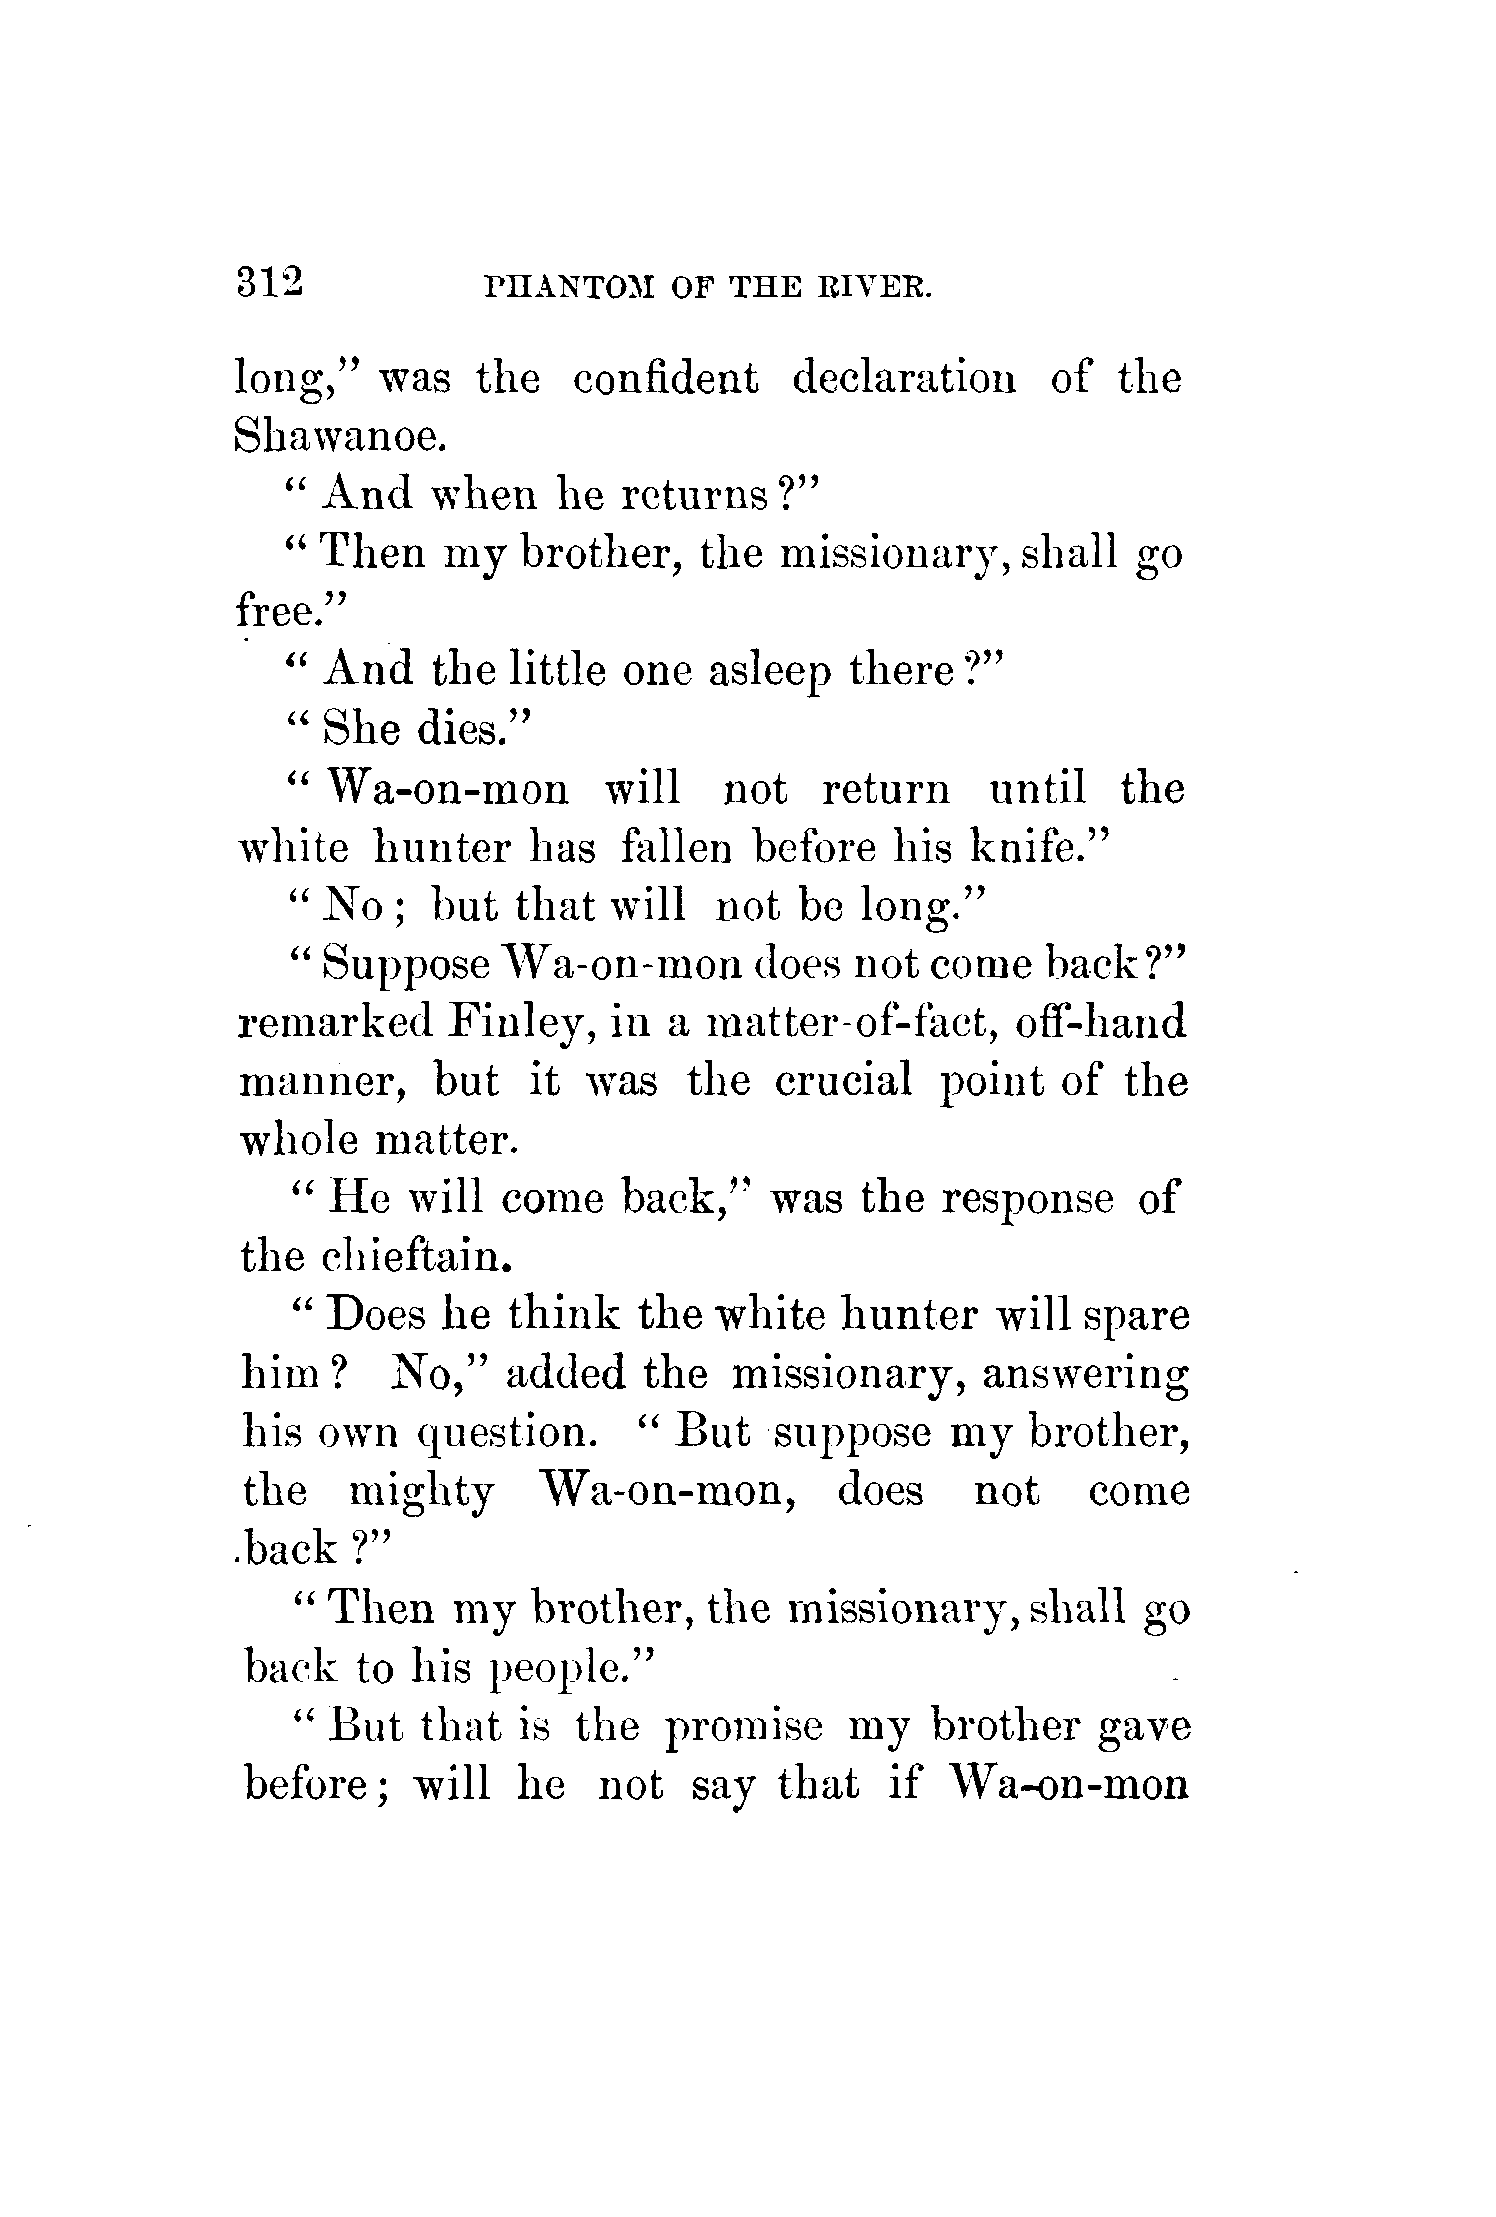 312 PHANTOM OF THE RIVER.
long," was the confident declaration of the
Shawanoe.
" And when he returns ?"
" Then my brother, the missionary, shall go
free."
" And the little one asleep there ?"
" She dies."
" Wa-on-mon will not return until the
white hunter has fallen before his knife."
" No ; but that will not be long."
" Suppose Wa-on-mon does not come back ?"
remarked Finley, in a matter-of-fact, off-hand
manner, but it was the crucial point of the
whole matter.
" He will come back," was the response of
the chieftain.
" Does he think the white hunter will spare
him ? No," added the missionary, answering
his own question. " But suppose my brother,
the mighty Wa-on-mon, does not come
back ?"
" Then my brother, the missionary, shall go
back to his people."
" But that is the promise my brother gave
before ; will he not say that if Wa-on-mon